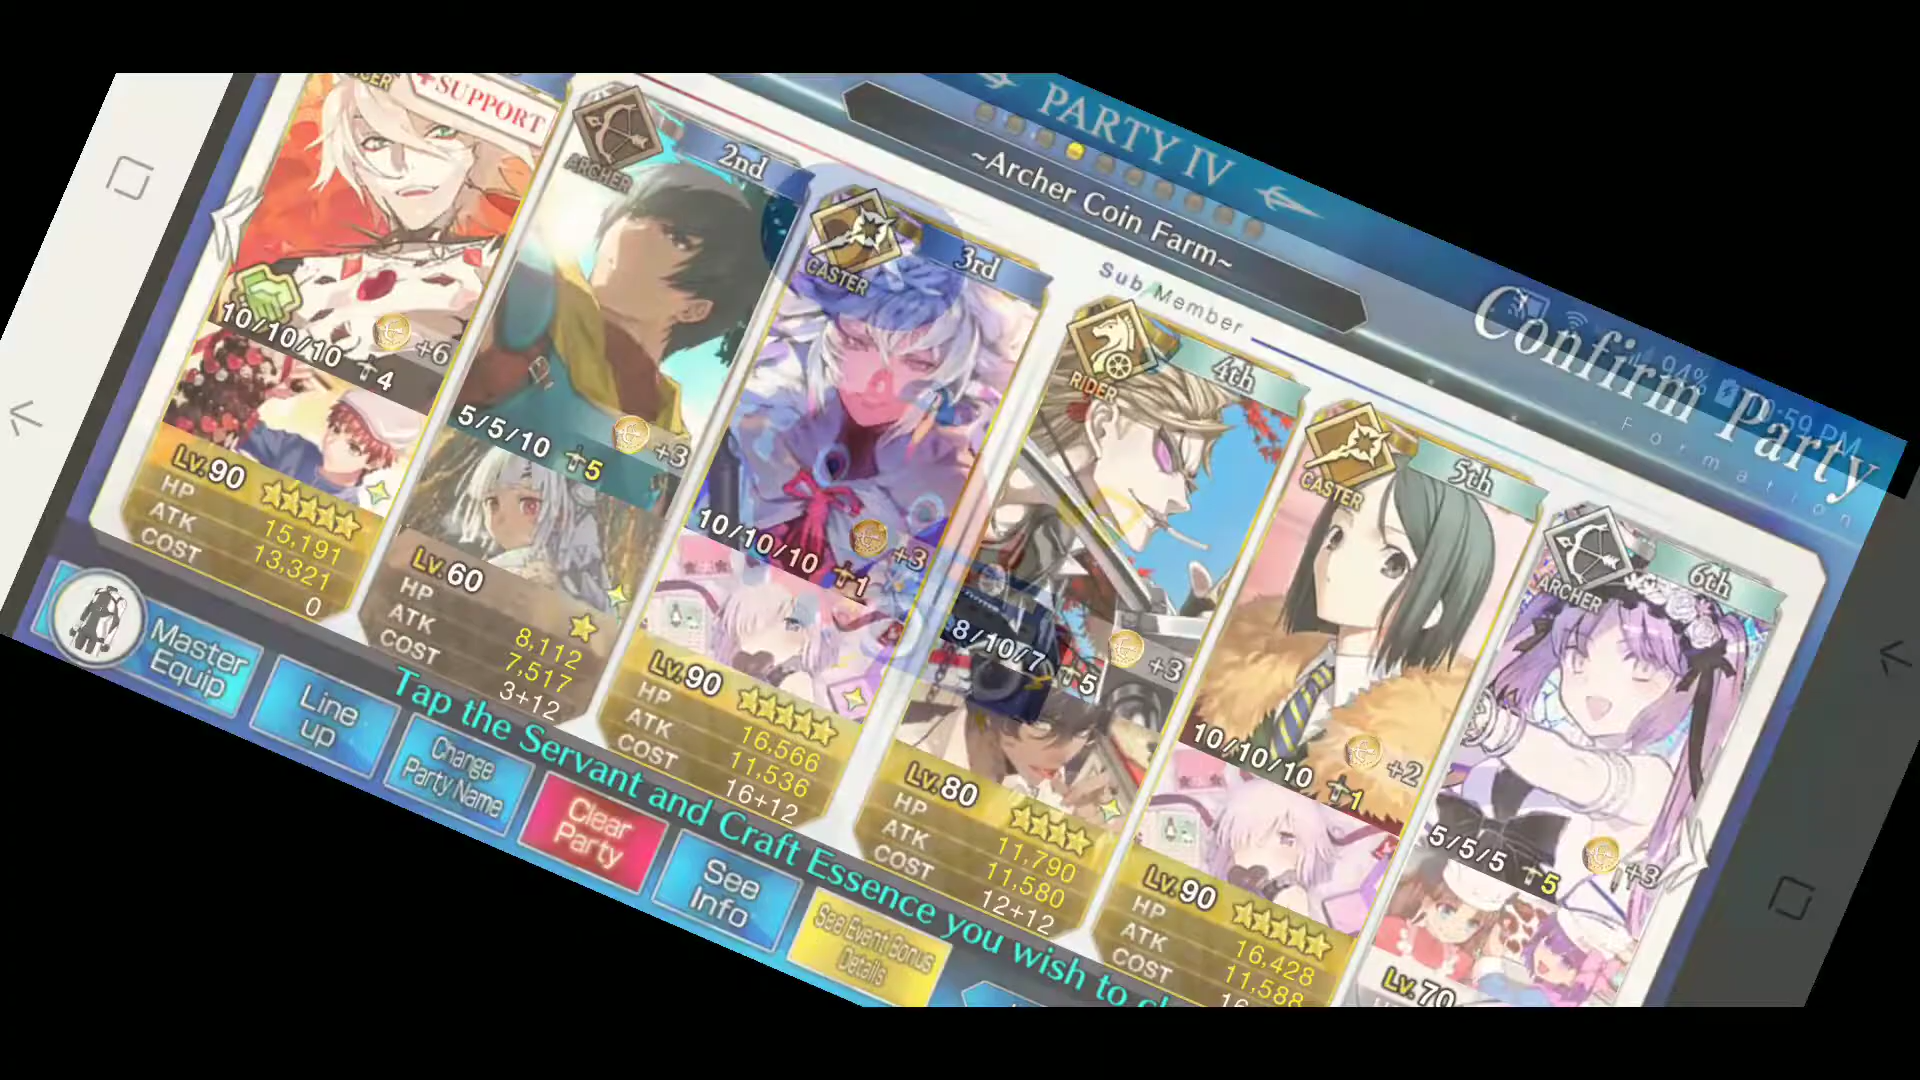 PARTY IV
~Archer Coin Farm~
Confirm Party
Formation
94%
:59 PM
Sub Member
SUPPORT
10/10/10
4
+6
Lv.90
HP 15,191
ATK 13,321
COST 0
2nd
ARCHER
5/5/10
5
+3
Lv.60
HP 8,112
ATK 7,517
COST 3+12
3rd
CASTER
10/10/10
1
+3
Lv.90
HP 16,566
ATK 11,536
COST 16+12
4th
RIDER
8/10/7
5
+3
Lv.80
HP 11,790
ATK 11,580
COST 12+12
5th
CASTER
10/10/10
1
+2
Lv.90
HP 16,428
ATK 11,588
COST
6th
ARCHER
5/5/5
5
+3
Lv.70
Tap the Servant and Craft Essence you wish to
Master
Equip
Line
up
Change
Party Name
Clear
Party
See
Info
See Event Bonus
Details